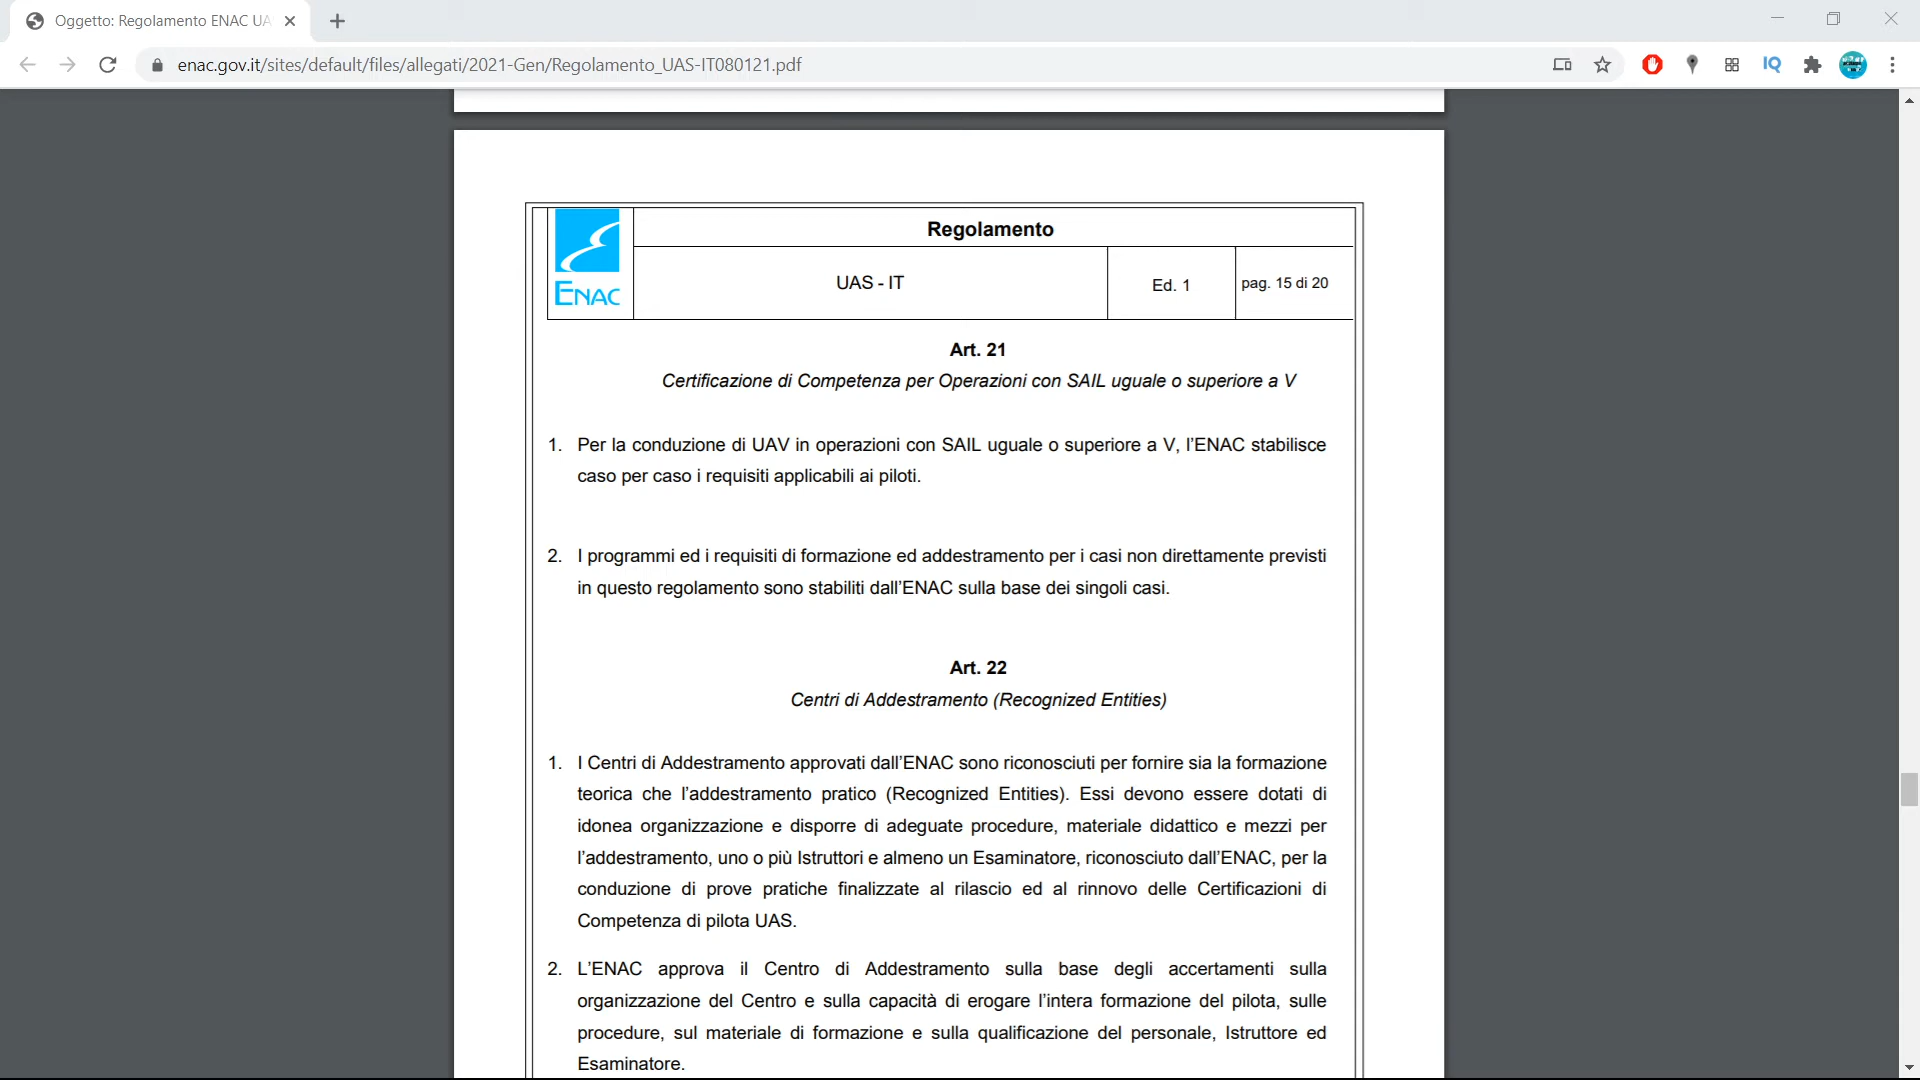 Oggetto: Regolamento ENAC UA
enac.gov.it/sites/default/files/allegati/2021-Gen/Regolamento_UAS-IT080121.pdf
IQ
Regolamento
ENAC
UAS - IT
Ed. 1
pag. 15 di 20
Art. 21
Certificazione di Competenza per Operazioni con SAIL uguale o superiore a V
1. Per la conduzione di UAV in operazioni con SAIL uguale o superiore a V, l’ENAC stabilisce
caso per caso i requisiti applicabili ai piloti.
2. I programmi ed i requisiti di formazione ed addestramento per i casi non direttamente previsti
in questo regolamento sono stabiliti dall’ENAC sulla base dei singoli casi.
Art. 22
Centri di Addestramento (Recognized Entities)
1. I Centri di Addestramento approvati dall’ENAC sono riconosciuti per fornire sia la formazione
teorica che l’addestramento pratico (Recognized Entities). Essi devono essere dotati di
idonea organizzazione e disporre di adeguate procedure, materiale didattico e mezzi per
l’addestramento, uno o più Istruttori e almeno un Esaminatore, riconosciuto dall’ENAC, per la
conduzione di prove pratiche finalizzate al rilascio ed al rinnovo delle Certificazioni di
Competenza di pilota UAS.
2. L’ENAC approva il Centro di Addestramento sulla base degli accertamenti sulla
organizzazione del Centro e sulla capacità di erogare l’intera formazione del pilota, sulle
procedure, sul materiale di formazione e sulla qualificazione del personale, Istruttore ed
Esaminatore.